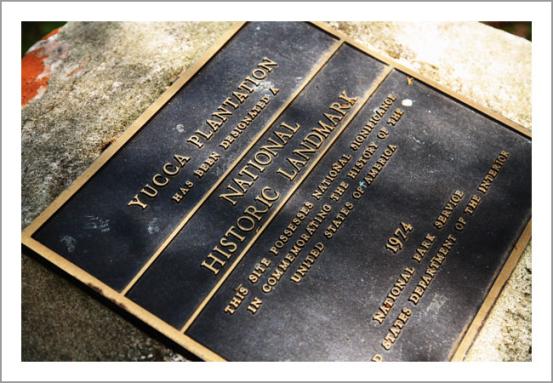 YUCCA PLANTATION
HAS BEEN DESIGNATED A
NATIONAL
HISTORIC LANDMARK
THIS SITE POSSESSES NATIONAL SIGNIFICANCE
IN COMMEMORATING THE HISTORY OF THE
UNITED STATES OF AMERICA
1974
NATIONAL PARK SERVICE
D STATES DEPARTMENT OF THE INTERIOR